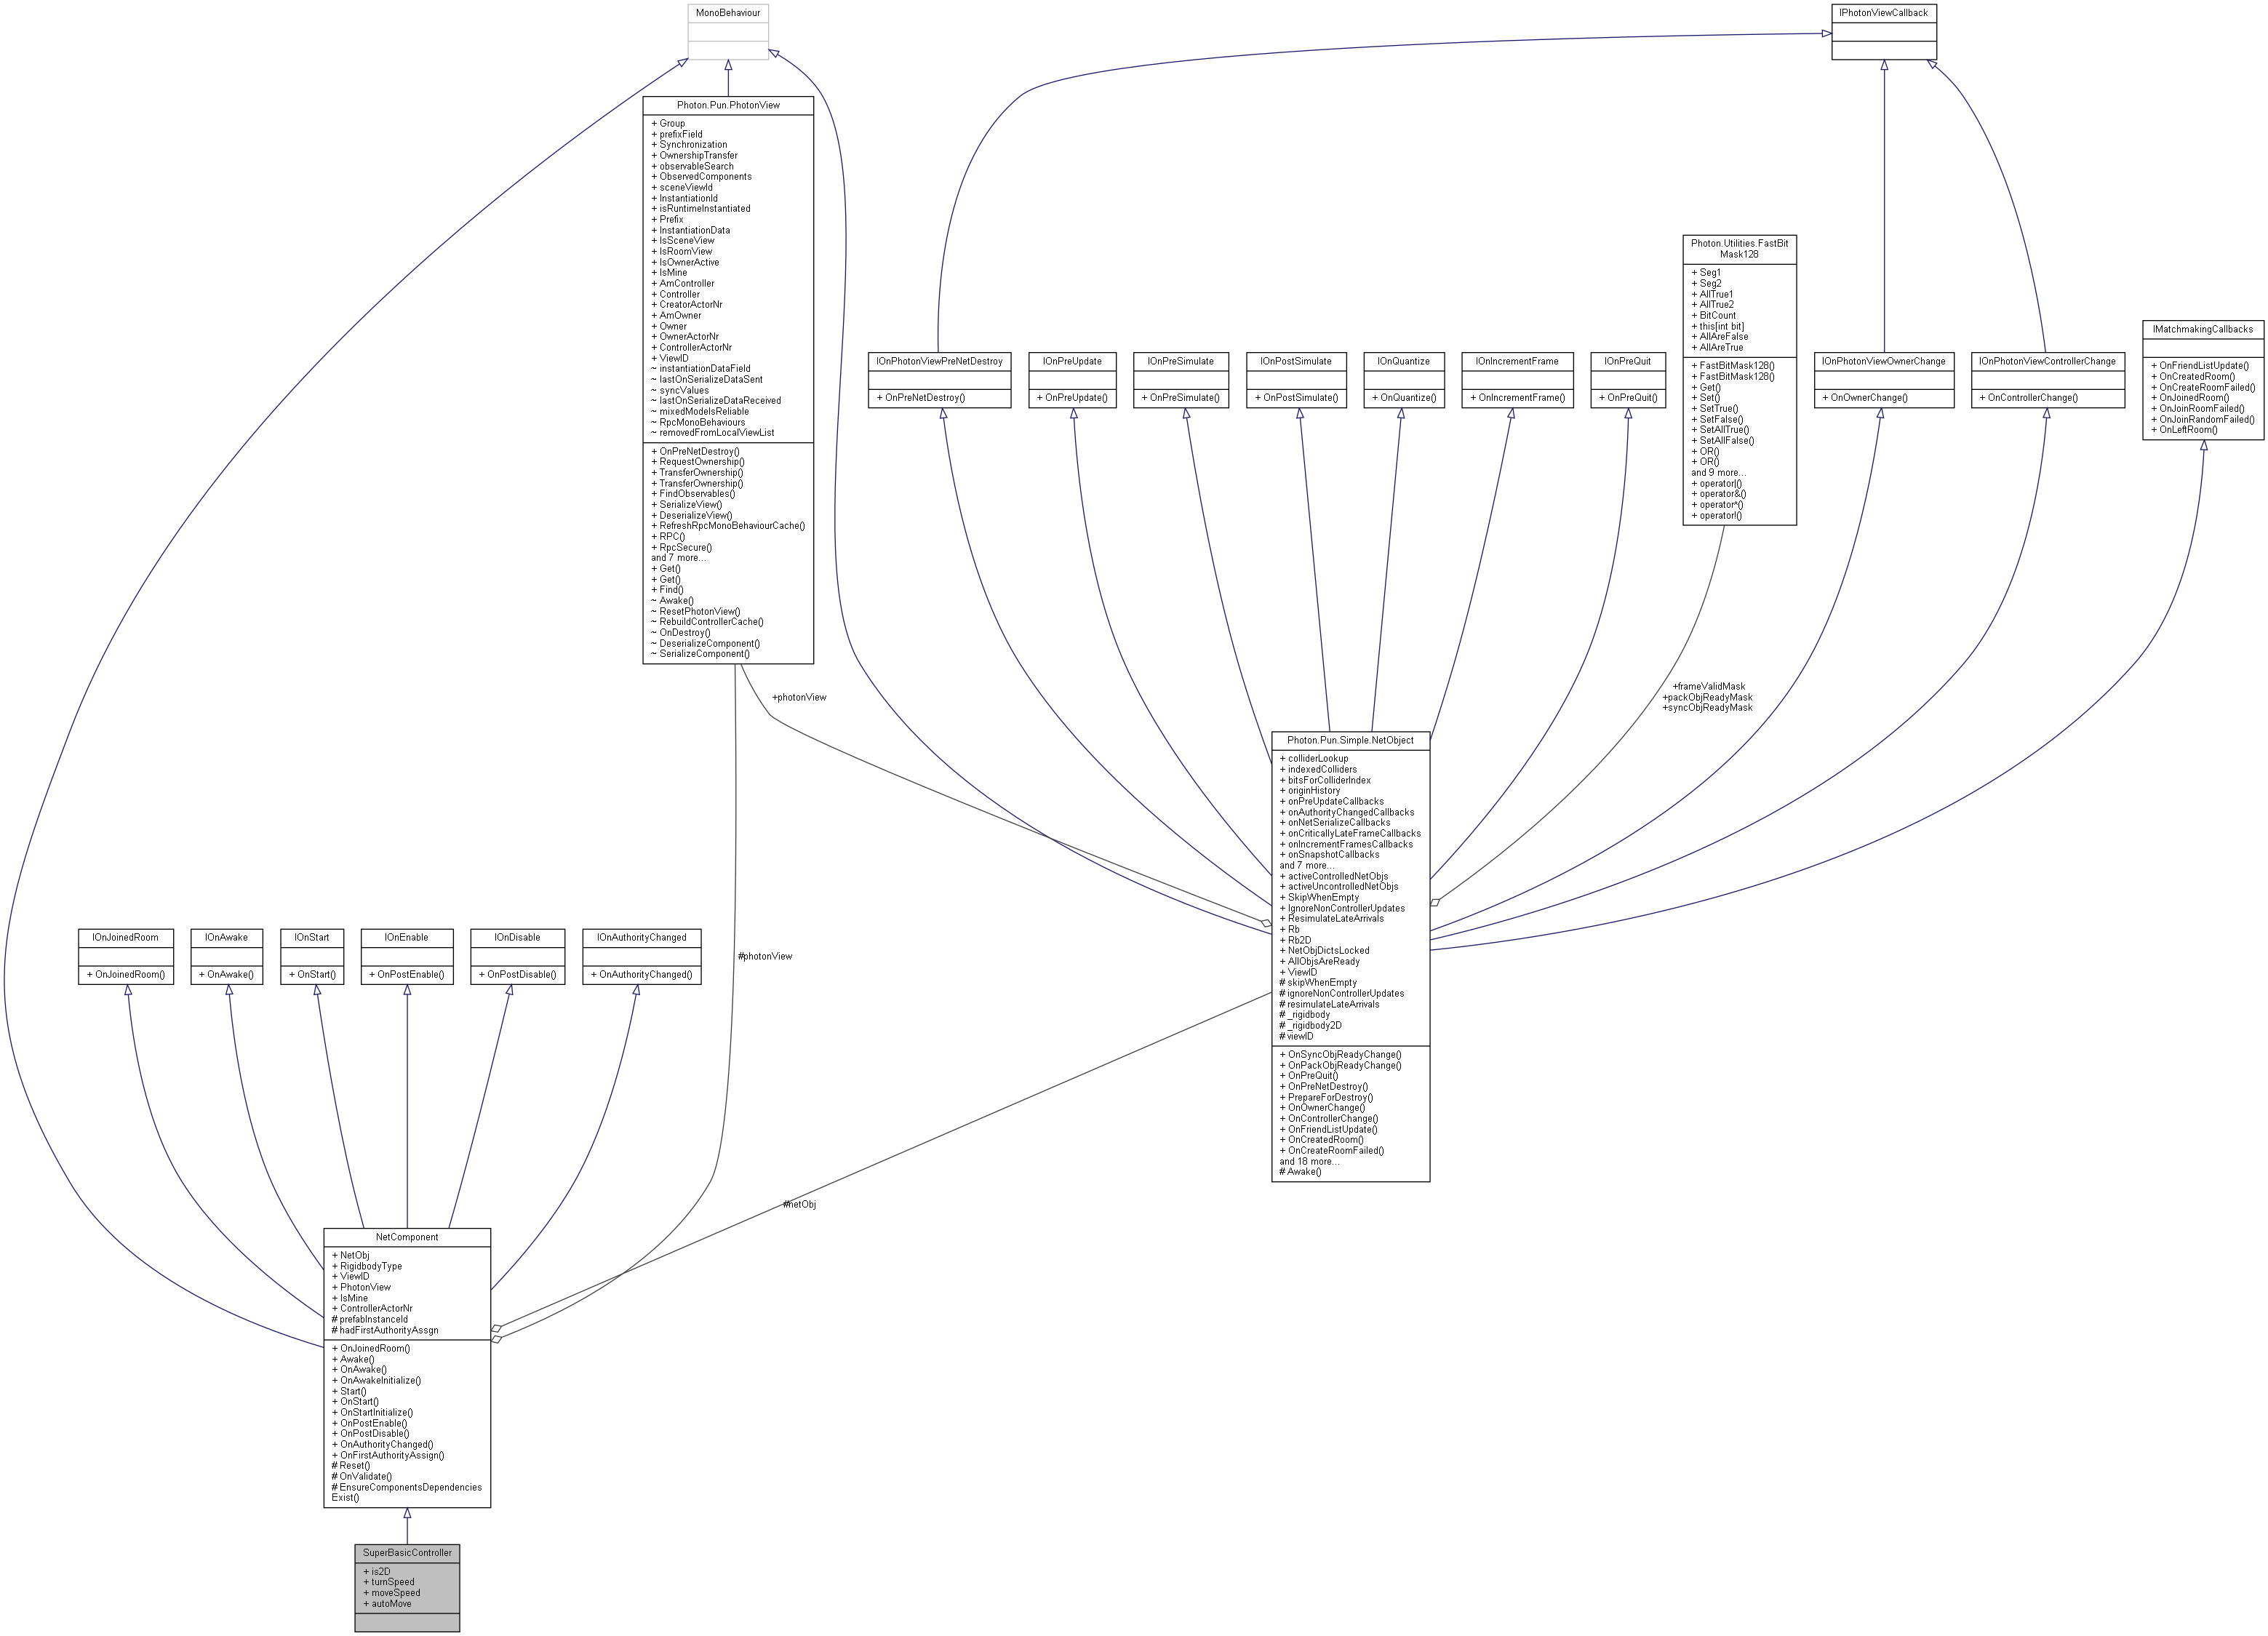 MonoBehaviour
IPhotonViewCallback
Photon.Pun.PhotonView
+ Group
+ prefixField
+ Synchronization
+ OwnershipTransfer
+ observableSearch
+ ObservedComponents
+ sceneViewId
+ InstantiationId
+ isRuntimeInstantiated
+ Prefix
+ InstantiationData
+ IsSceneView
+ IsRoomView
+ IsOwnerActive
+ IsMine
+ AmController
+ Controller
+ CreatorActorNr
+ AmOwner
+ Owner
+ OwnerActorNr
+ ControllerActorNr
+ ViewID
~ instantiationDataField
~ lastOnSerializeDataSent
~ syncValues
~ lastOnSerializeDataReceived
~ mixedModeIsReliable
~ RpcMonoBehaviours
~ removedFromLocalViewList
+ OnPreNetDestroy()
+ RequestOwnership()
+ TransferOwnership()
+ TransferOwnership()
+ FindObservables()
+ SerializeView()
+ DeserializeView()
+ RefreshRpcMonoBehaviourCache()
+ RPC()
+ RpcSecure()
and 7 more...
+ Get()
+ Get()
+ Find()
~ Awake()
~ ResetPhotonView()
~ RebuildControllerCache()
~ OnDestroy()
~ DeserializeComponent()
~ SerializeComponent()
Photon.Utilities.FastBit
Mask128
+ Seg1
+ Seg2
+ AllTrue1
+ AllTrue2
+ BitCount
+ this[int bit]
+ AllAreFalse
+ AllAreTrue
+ FastBitMask128()
+ FastBitMask128()
+ Get()
+ Set()
+ SetTrue()
+ SetFalse()
+ SetAllTrue()
+ SetAllFalse()
+ OR()
+ OR()
and 9 more...
+ operator|()
+ operator&()
+ operator^()
+ operator!()
IMatchmakingCallbacks
+ OnFriendListUpdate()
+ OnCreatedRoom()
+ OnCreateRoomFailed()
+ OnJoinedRoom()
+ OnJoinRoomFailed()
+ OnJoinRandomFailed()
+ OnLeftRoom()
IOnPhotonViewPreNetDestroy
+ OnPreNetDestroy()
IOnPreUpdate
+ OnPreUpdate()
IOnPreSimulate
+ OnPreSimulate()
IOnPostSimulate
+ OnPostSimulate()
IOnQuantize
+ OnQuantize()
IOnIncrementFrame
+ OnIncrementFrame()
IOnPreQuit
+ OnPreQuit()
IOnPhotonViewOwnerChange
+ OnOwnerChange()
IOnPhotonViewControllerChange
+ OnControllerChange()
+photonView
+frameValidMask
+packObjReadyMask
+syncObjReadyMask
Photon.Pun.Simple.NetObject
+ colliderLookup
+ indexedColliders
+ bitsForColliderIndex
+ originHistory
+ onPreUpdateCallbacks
+ onAuthorityChangedCallbacks
+ onNetSerializeCallbacks
+ onCriticallyLateFrameCallbacks
+ onIncrementFramesCallbacks
+ onSnapshotCallbacks
and 7 more...
+ activeControlledNetObjs
+ activeUncontrolledNetObjs
+ SkipWhenEmpty
+ IgnoreNonControllerUpdates
+ ResimulateLateArrivals
+ Rb
+ Rb2D
+ NetObjDictsLocked
+ AllObjsAreReady
+ ViewID
# skipWhenEmpty
# ignoreNonControllerUpdates
# resimulateLateArrivals
# _rigidbody
# _rigidbody2D
# viewID
+ OnSyncObjReadyChange()
+ OnPackObjReadyChange()
+ OnPreQuit()
+ OnPreNetDestroy()
+ PrepareForDestroy()
+ OnOwnerChange()
+ OnControllerChange()
+ OnFriendListUpdate()
+ OnCreatedRoom()
+ OnCreateRoomFailed()
and 18 more...
# Awake()
IOnJoinedRoom
+ OnJoinedRoom()
IOnAwake
+ OnAwake()
IOnStart
+ OnStart()
IOnEnable
+ OnPostEnable()
IOnDisable
+ OnPostDisable()
IOnAuthorityChanged
+ OnAuthorityChanged()
#photonView
#netObj
NetComponent
+ NetObj
+ RigidbodyType
+ ViewID
+ PhotonView
+ IsMine
+ ControllerActorNr
# prefabInstanceId
# hadFirstAuthorityAssgn
+ OnJoinedRoom()
+ Awake()
+ OnAwake()
+ OnAwakeInitialize()
+ Start()
+ OnStart()
+ OnStartInitialize()
+ OnPostEnable()
+ OnPostDisable()
+ OnAuthorityChanged()
+ OnFirstAuthorityAssign()
# Reset()
# OnValidate()
# EnsureComponentsDependencies
Exist()
SuperBasicController
+ is2D
+ turnSpeed
+ moveSpeed
+ autoMove